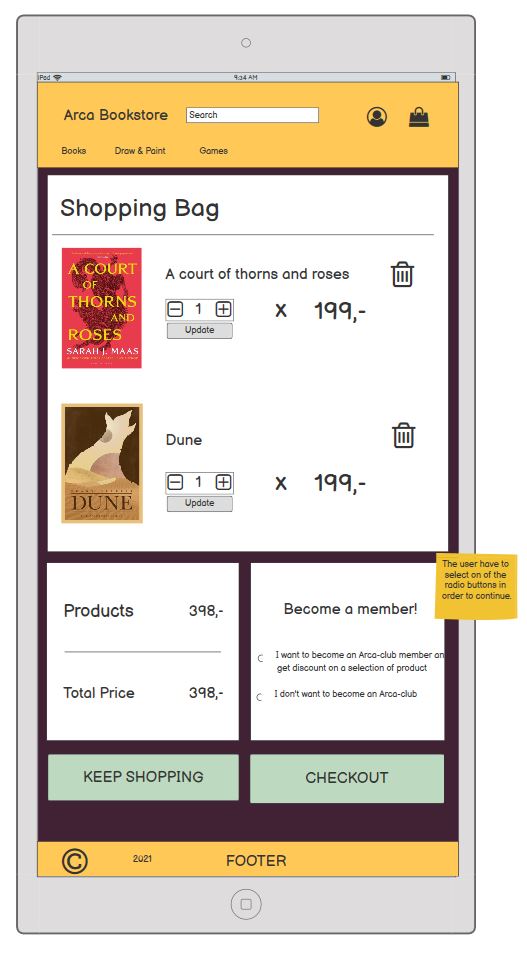 iPad 9:34 AM
Arca Bookstore Search
Books Draw & Paint Games
Shopping Bag
A COURT
OF
THORNS
AND
ROSES
SARAH J. MAAS
A court of thorns and roses
1 x 199,-
Update
DUNE
Dune
1 x 199,-
Update
The user have to
select on of the
radio buttons in
order to continue.
Products 398,-
Total Price 398,-
Become a member!
I want to become an Arca-club member an
get discount on a selection of product
I don't want to become an Arca-club
KEEP SHOPPING
CHECKOUT
© 2021 FOOTER